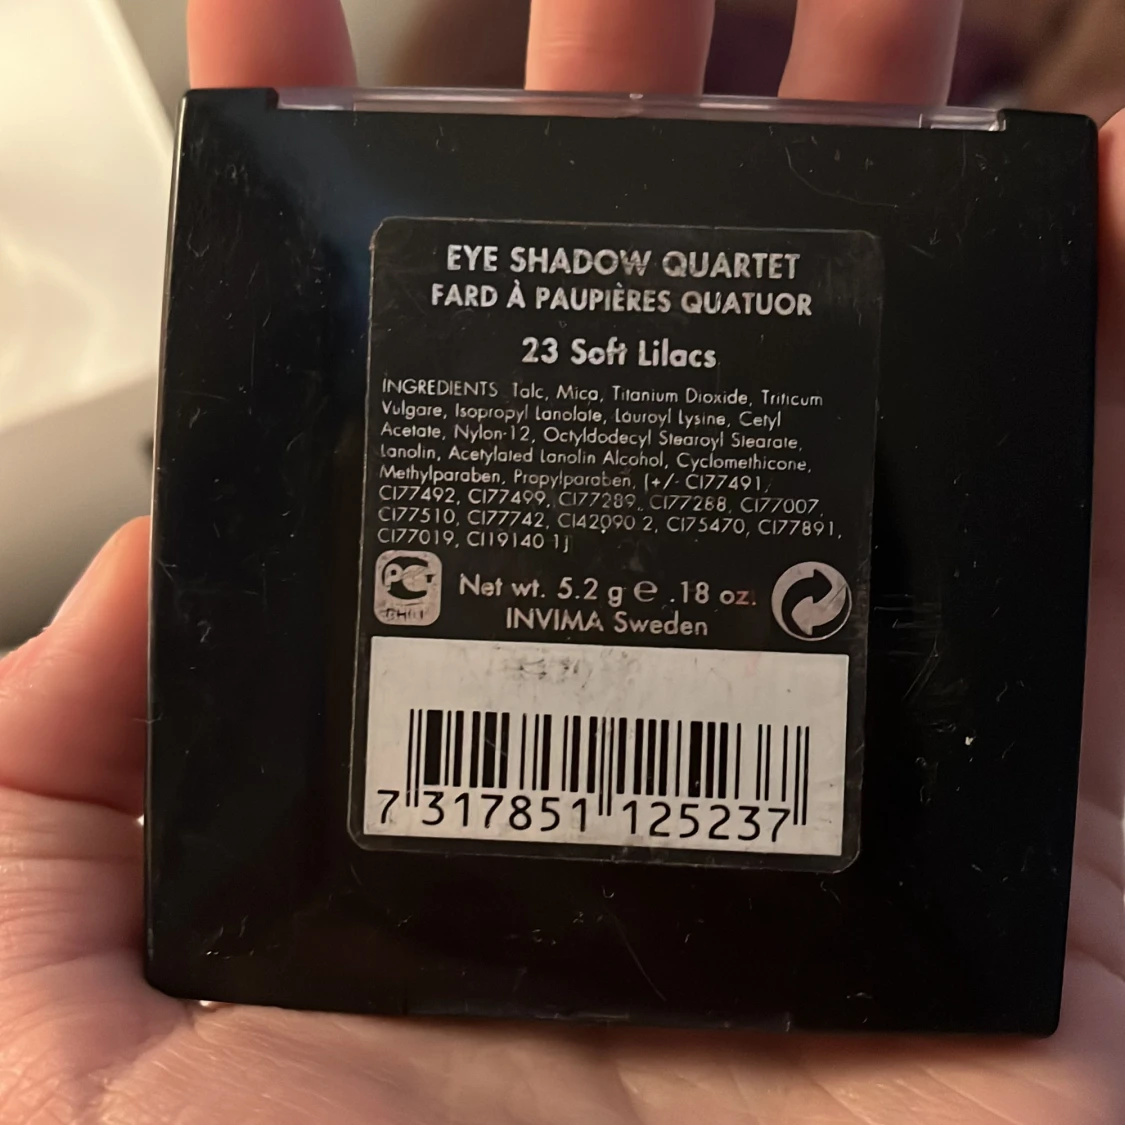 EYE SHADOW QUARTET
FARD À PAUPIÈRES QUATUOR
23 Soft Lilacs
INGREDIENTS Talc, Mica, Titanium Dioxide, Triticum
Vulgare, Isopropyl Lanolate, Lauroyl Lysine, Cetyl
Acetate, Nylon-12, Octyldodecyl Stearoyl Stearate,
Lanolin, Acetylated Lanolin Alcohol, Cyclomethicone,
Methylparaben, Propylparaben, [+/- CI77491,
CI77492, CI77499, CI77289, CI77288, CI77007,
CI77510, CI77742, CI42090 2, CI75470, CI77891,
CI77019, CI19140 1]
Net wt. 5.2 g e .18 oz.
INVIMA Sweden
7 317851 125237